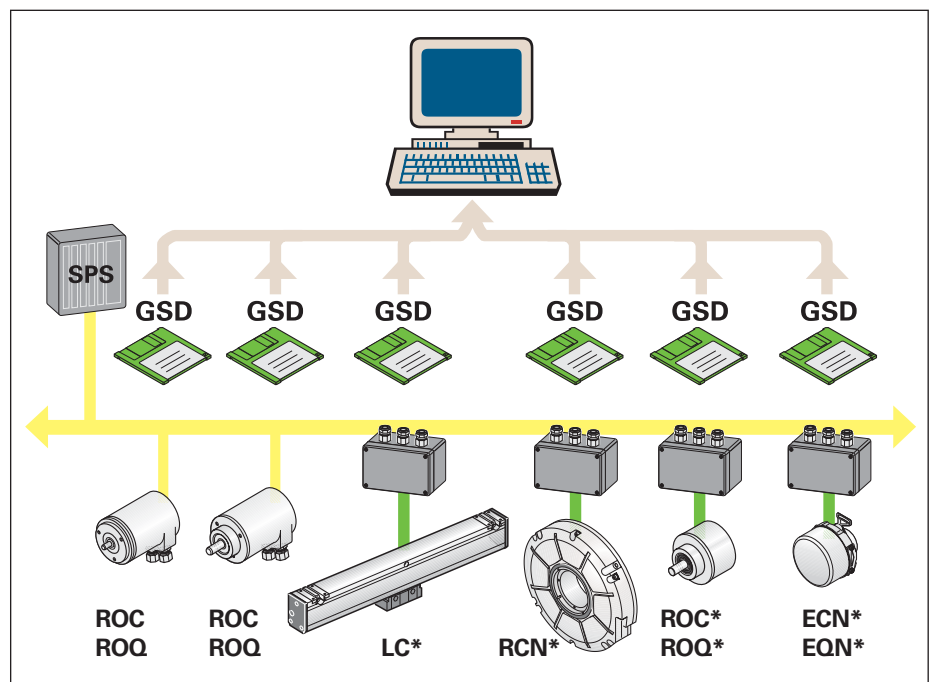 SPS
GSD GSD GSD GSD GSD GSD
ROC ROC LC* RCN* ROC* ECN*
ROQ ROQ ROQ* EQN*